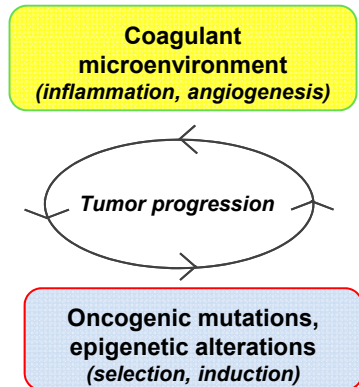 Coagulant
microenvironment
(inflammation, angiogenesis)
Tumor progression
Oncogenic mutations,
epigenetic alterations
(selection, induction)